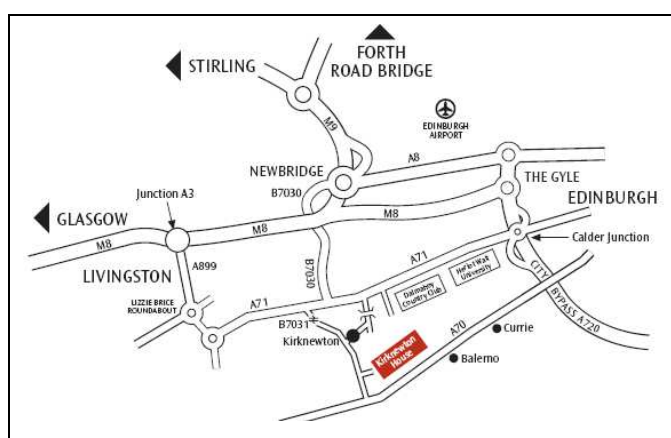 FORTH
ROAD BRIDGE
STIRLING
M9
EDINBURGH
AIRPORT
NEWBRIDGE
A8
B7030
THE GYLE
Junction A3
EDINBURGH
GLASGOW
M8
M8
M8
Calder Junction
LIVINGSTON
A899
B7030
A71
Dalmahoy
Country Club
Heriot Watt
University
CITY
BYPASS A720
LIZZIE BRICE
ROUNDABOUT
A71
B7031
Kirknewton
Kirknewton
House
A70
Currie
Balerno